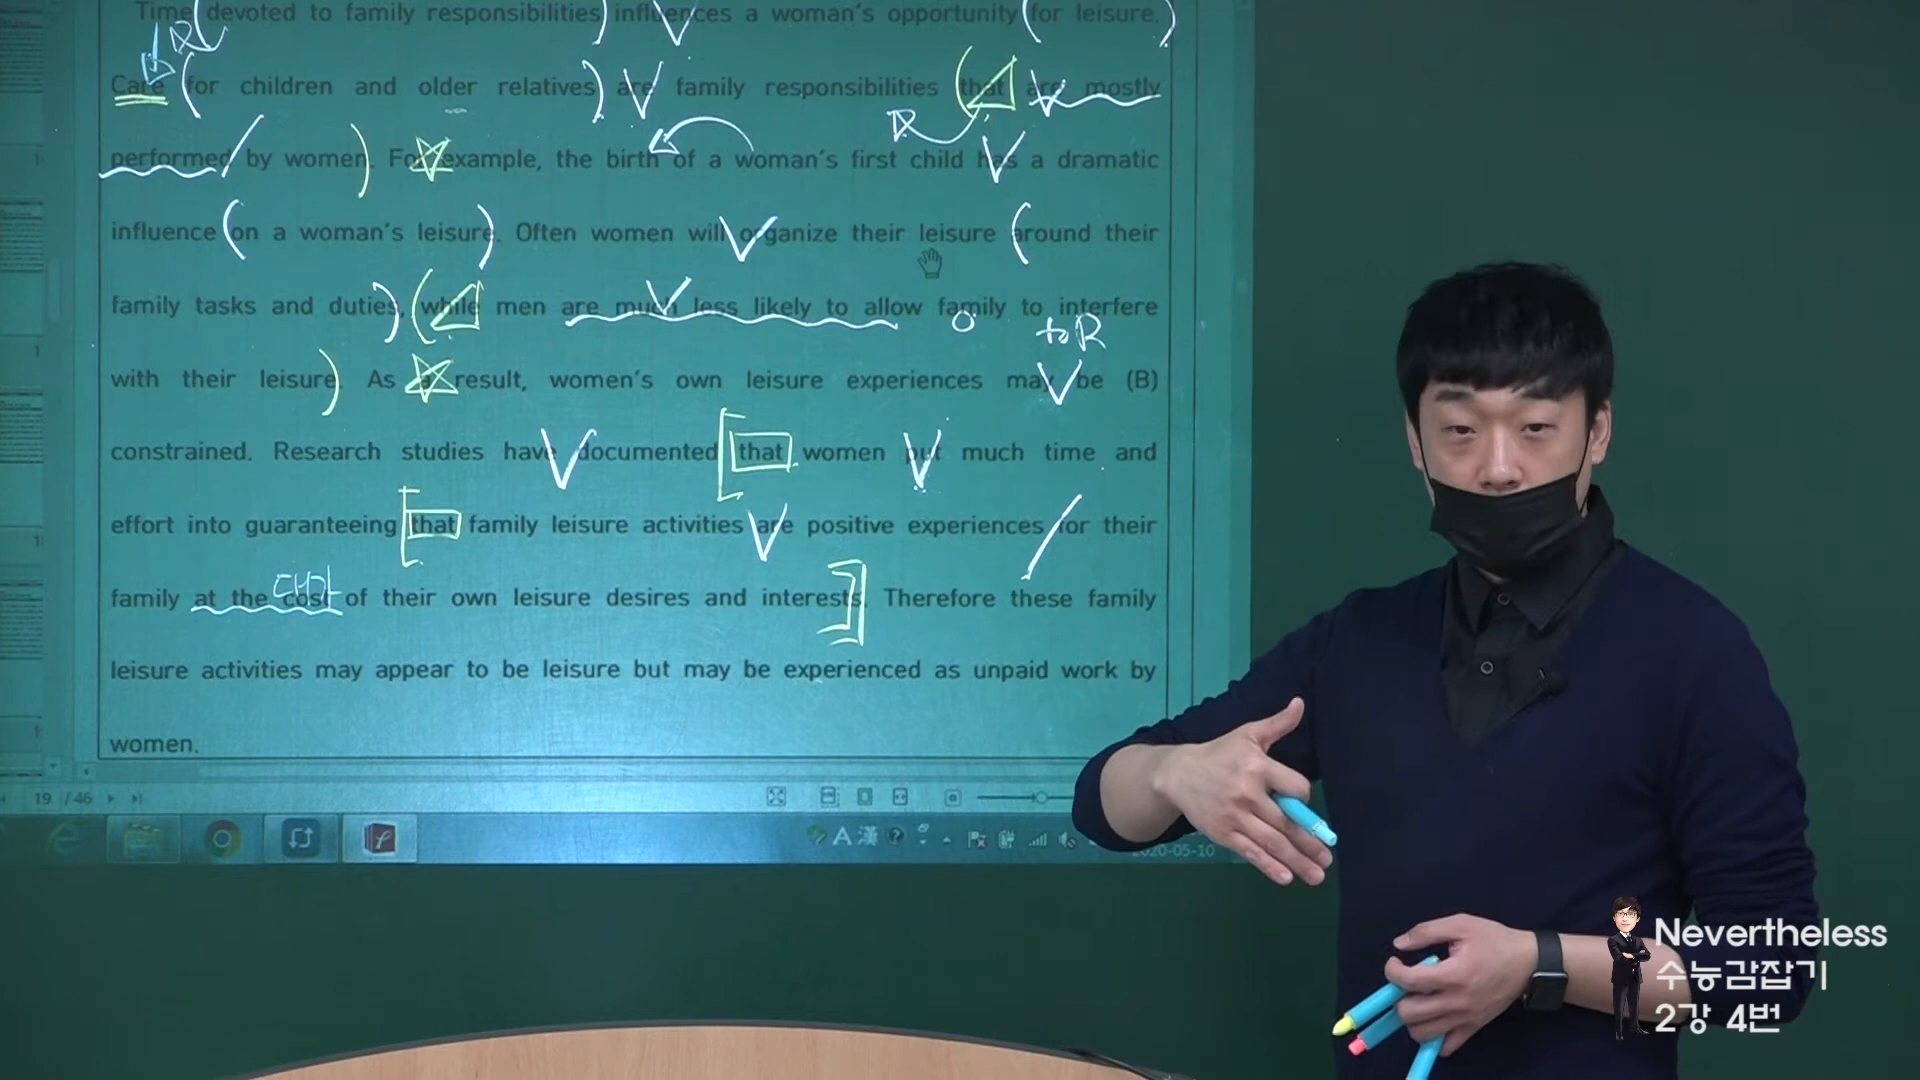 Time devoted to family responsibilities influences a woman's opportunity for leisure.
R
Care for children and older relatives are family responsibilities that are mostly
R
performed by women. For example, the birth of a woman's first child has a dramatic
influence on a woman's leisure. Often women will organize their leisure around their
family tasks and duties, while men are much less likely to allow family to interfere
o toR
with their leisure. As a result, women's own leisure experiences may be (B)
constrained. Research studies have documented that women put much time and
effort into guaranteeing that family leisure activities are positive experiences for their
대가
family at the cost of their own leisure desires and interests. Therefore these family
leisure activities may appear to be leisure but may be experienced as unpaid work by
women.
19 / 46
A 漢
2020-05-10
Nevertheless
수능감잡기
2강 4번